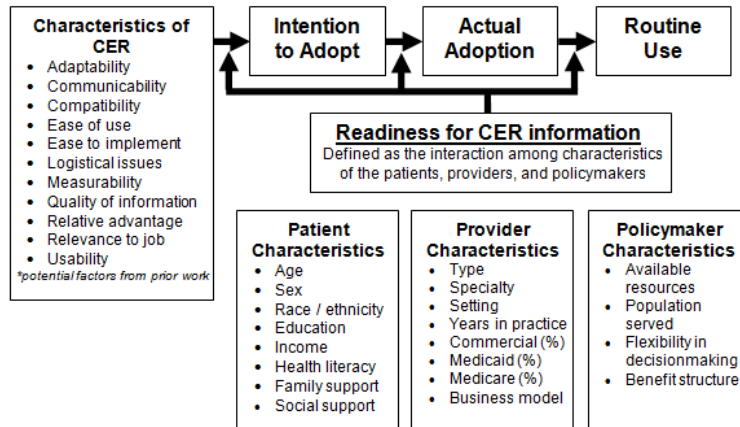 Characteristics of
CER
• Adaptability
• Communicability
• Compatibility
• Ease of use
• Ease to implement
• Logistical issues
• Measurability
• Quality of information
• Relative advantage
• Relevance to job
• Usability
*potential factors from prior work
Intention
to Adopt
Actual
Adoption
Routine
Use
Readiness for CER information
Defined as the interaction among characteristics
of the patients, providers, and policymakers
Patient
Characteristics
• Age
• Sex
• Race / ethnicity
• Education
• Income
• Health literacy
• Family support
• Social support
Provider
Characteristics
• Type
• Specialty
• Setting
• Years in practice
• Commercial (%)
• Medicaid (%)
• Medicare (%)
• Business model
Policymaker
Characteristics
• Available
resources
• Population
served
• Flexibility in
decisionmaking
• Benefit structure